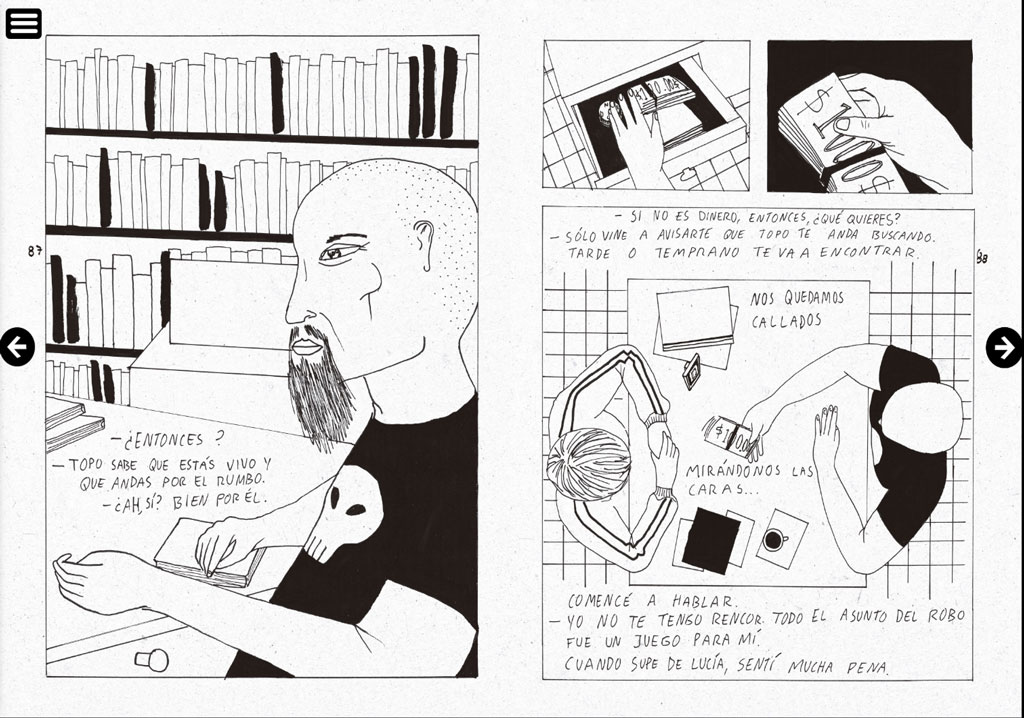 87
- ¿ENTONCES?
- TOPO SABE QUE ESTÁS VIVO Y
QUE ANDAS POR EL RUMBO.
- ¿AH, SÍ? BIEN POR ÉL.
$1000
$
- SI NO ES DINERO, ENTONCES, ¿QUÉ QUIERES?
- SÓLO VINE A AVISARTE QUE TOPO TE ANDA BUSCANDO.
TARDE O TEMPRANO TE VA A ENCONTRAR.
88
NOS QUEDAMOS
CALLADOS
MIRÁNDONOS LAS
CARAS...
COMENCÉ A HABLAR.
- YO NO TE TENGO RENCOR. TODO EL ASUNTO DEL ROBO
FUE UN JUEGO PARA MÍ.
CUANDO SUPE DE LUCÍA, SENTÍ MUCHA PENA.